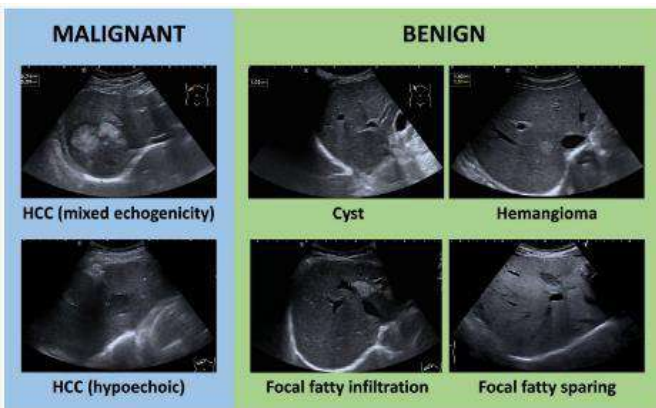 MALIGNANT
BENIGN
HCC (mixed echogenicity)
Cyst
Hemangioma
HCC (hypoechoic)
Focal fatty infiltration
Focal fatty sparing